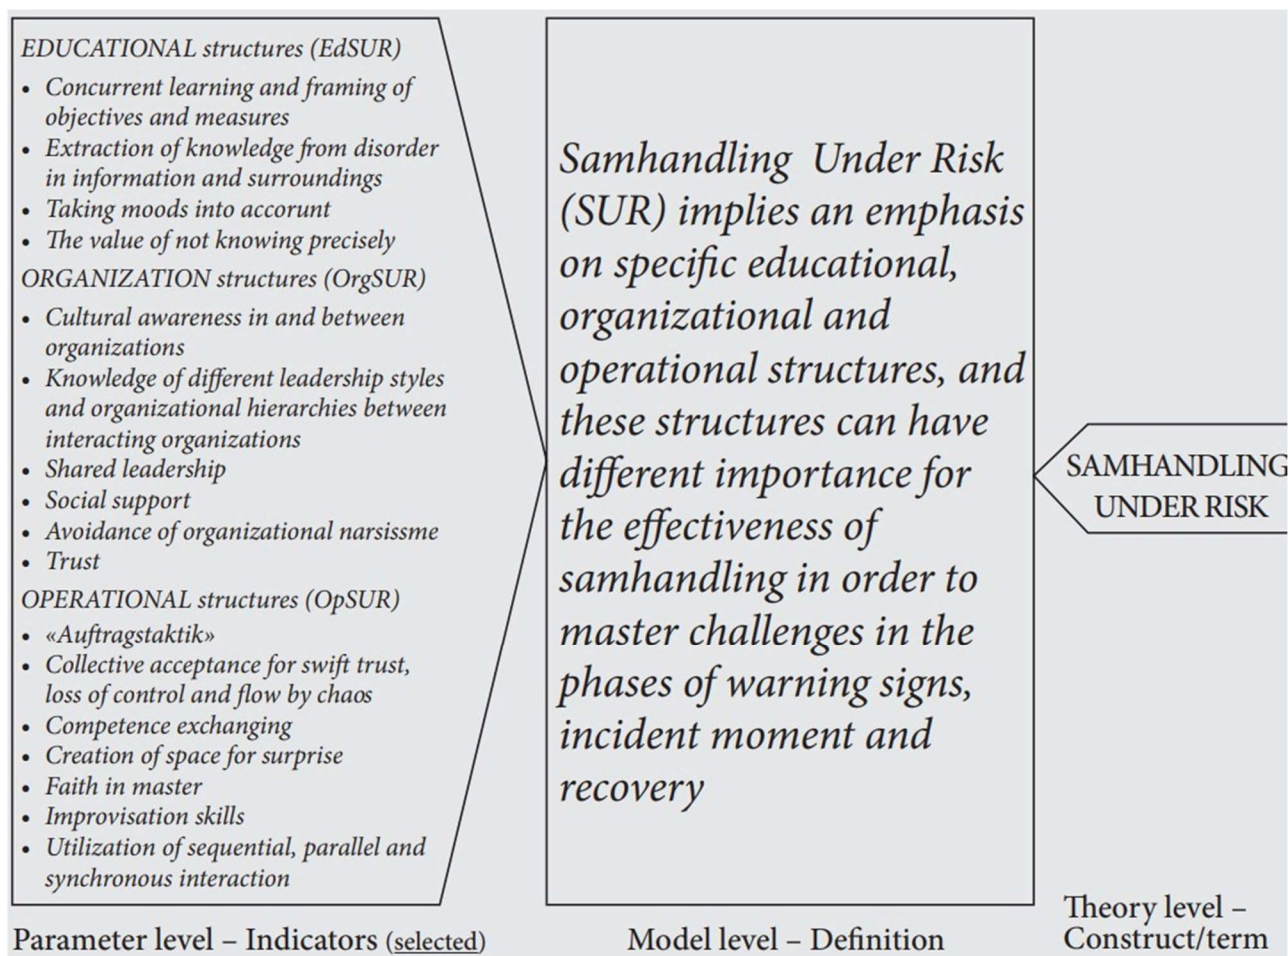 EDUCATIONAL structures (EdSUR)
• Concurrent learning and framing of
objectives and measures
• Extraction of knowledge from disorder
in information and surroundings
• Taking moods into accorunt
• The value of not knowing precisely
ORGANIZATION structures (OrgSUR)
• Cultural awareness in and between
organizations
• Knowledge of different leadership styles
and organizational hierarchies between
interacting organizations
• Shared leadership
• Social support
• Avoidance of organizational narsissme
• Trust
OPERATIONAL structures (OpSUR)
• «Auftragstaktik»
• Collective acceptance for swift trust,
loss of control and flow by chaos
• Competence exchanging
• Creation of space for surprise
• Faith in master
• Improvisation skills
• Utilization of sequential, parallel and
synchronous interaction
Parameter level – Indicators (selected)
Samhandling Under Risk
(SUR) implies an emphasis
on specific educational,
organizational and
operational structures, and
these structures can have
different importance for
the effectiveness of
samhandling in order to
master challenges in the
phases of warning signs,
incident moment and
recovery
Model level – Definition
SAMHANDLING
UNDER RISK
Theory level –
Construct/term